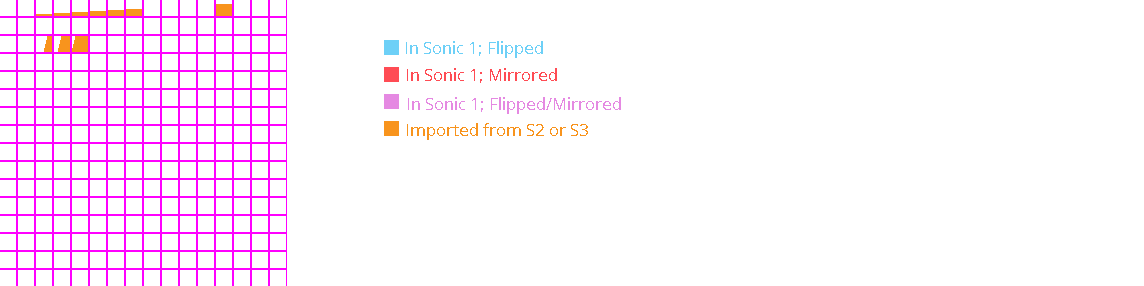 In Sonic 1; Flipped
In Sonic 1; Mirrored
In Sonic 1; Flipped/Mirrored
Imported from S2 or S3